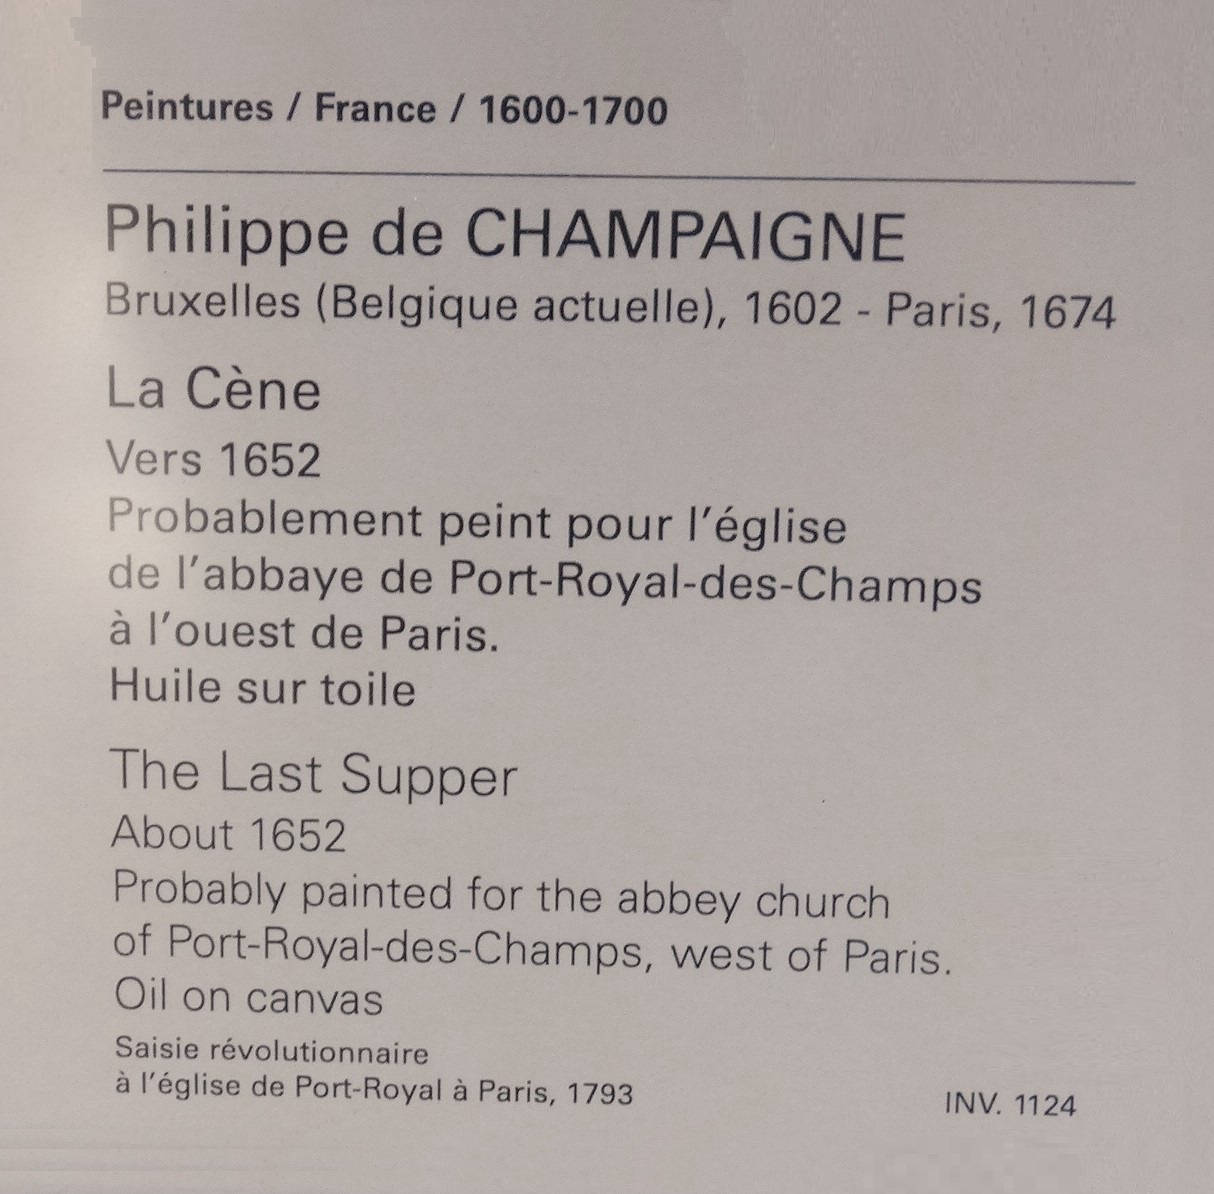 Peintures / France / 1600-1700
Philippe de CHAMPAIGNE
Bruxelles (Belgique actuelle), 1602 - Paris, 1674
La Cène
Vers 1652
Probablement peint pour l'église
de l'abbaye de Port-Royal-des-Champs
à l'ouest de Paris.
Huile sur toile
The Last Supper
About 1652
Probably painted for the abbey church
of Port-Royal-des-Champs, west of Paris.
Oil on canvas
Saisie révolutionnaire
à l'église de Port-Royal à Paris, 1793
INV. 1124